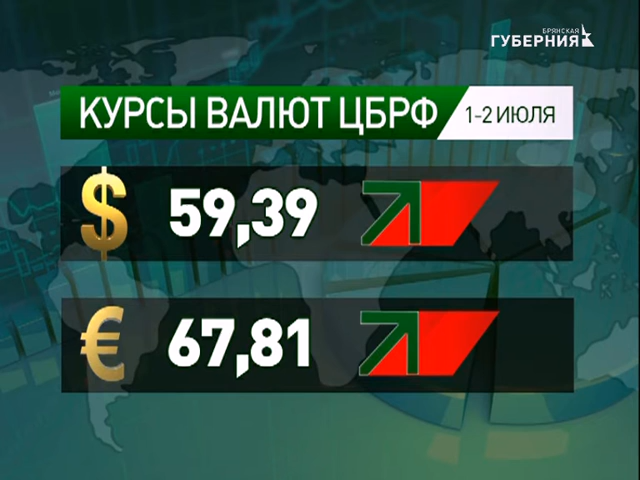 БРЯНСКАЯ
ГУБЕРНИЯ
КУРСЫ ВАЛЮТ ЦБРФ
1-2 ИЮЛЯ
$ 59,39
€ 67,81